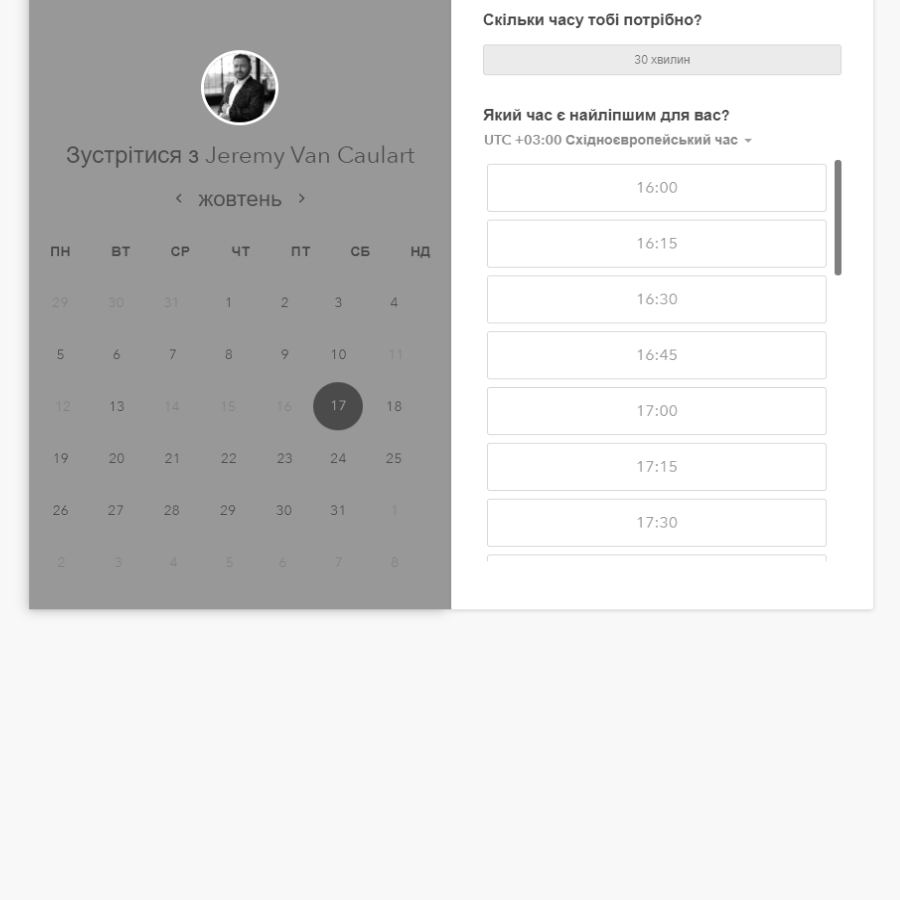 Зустрітися з Jeremy Van Caulart
‹ жовтень ›
ПН ВТ СР ЧТ ПТ СБ НД
29 30 31 1 2 3 4
5 6 7 8 9 10 11
12 13 14 15 16 17 18
19 20 21 22 23 24 25
26 27 28 29 30 31 1
2 3 4 5 6 7 8
Скільки часу тобі потрібно?
30 хвилин
Який час є найліпшим для вас?
UTC +03:00 Східноєвропейський час
16:00
16:15
16:30
16:45
17:00
17:15
17:30